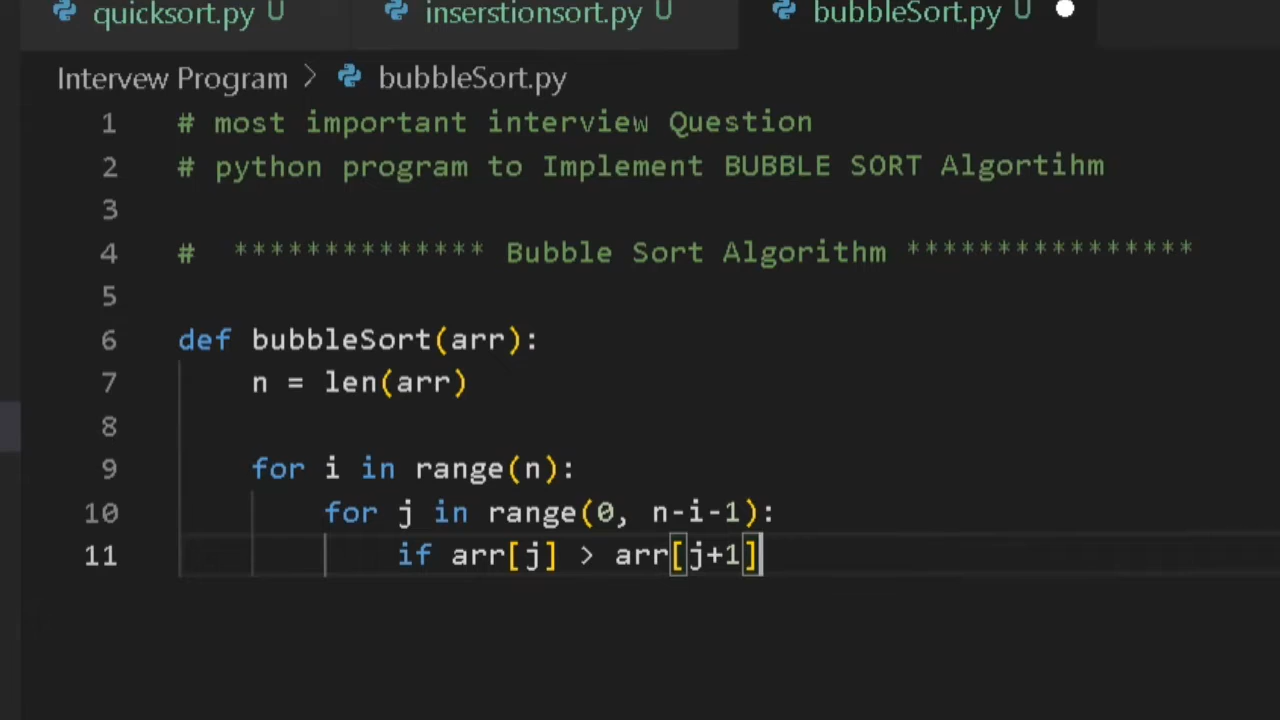 quicksort.py U inserstionsort.py U bubbleSort.py U
Intervew Program > bubbleSort.py
1 # most important interview Question
2 # python program to Implement BUBBLE SORT Algortihm
3
4 # ************** Bubble Sort Algorithm ****************
5
6 def bubbleSort(arr):
7 n = len(arr)
8
9 for i in range(n):
10 for j in range(0, n-i-1):
11 if arr[j] > arr[j+1]